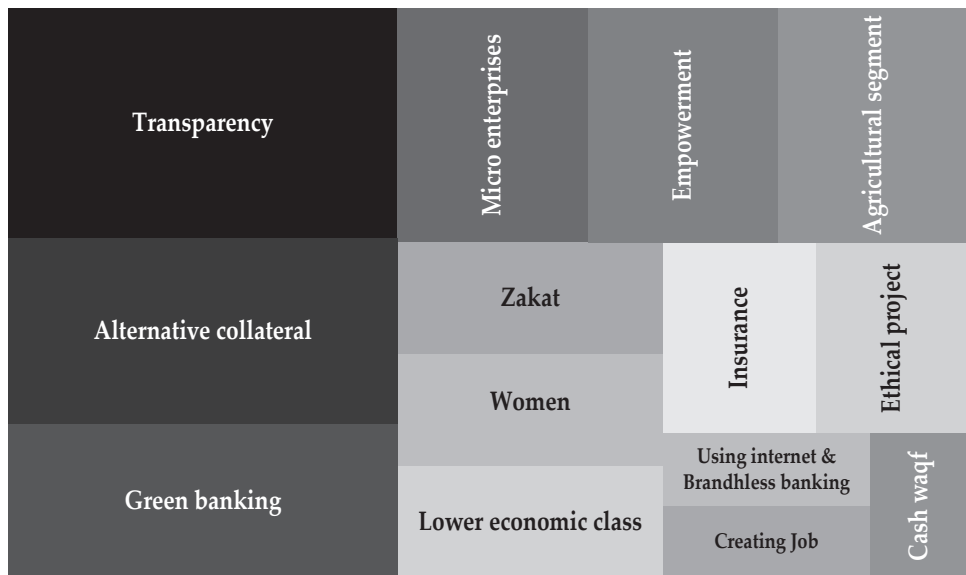 Transparency
Micro enterprises
Empowerment
Agricultural segment
Alternative collateral
Zakat
Women
Insurance
Ethical project
Green banking
Lower economic class
Using internet &
Brandhless banking
Creating Job
Cash waqf